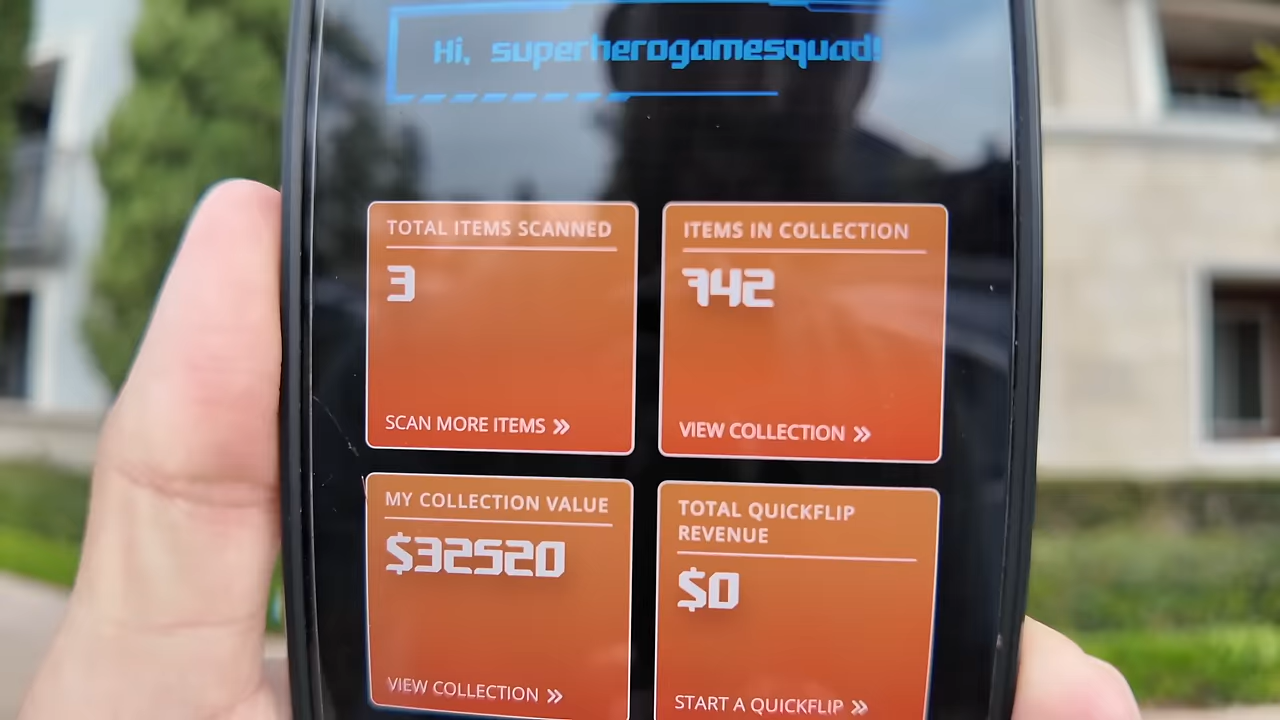 Hi, superherogamesquad!
TOTAL ITEMS SCANNED
3
SCAN MORE ITEMS »
ITEMS IN COLLECTION
742
VIEW COLLECTION »
MY COLLECTION VALUE
$32520
VIEW COLLECTION »
TOTAL QUICKFLIP
REVENUE
$0
START A QUICKFLIP »